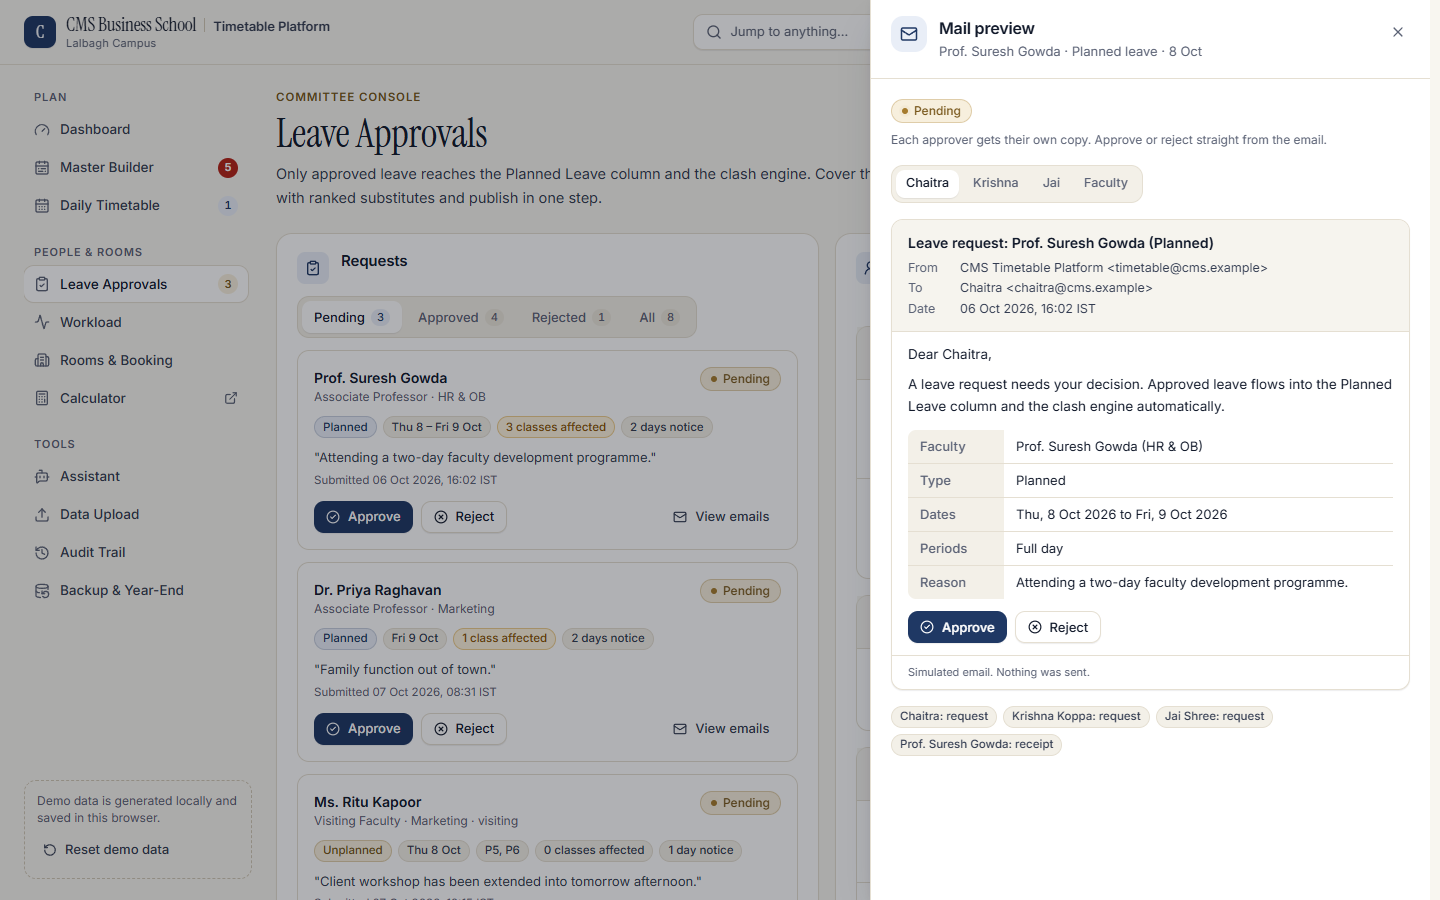 C
CMS Business School
Timetable Platform
Lalbagh Campus
Jump to anything...
PLAN
Dashboard
Master Builder 5
Daily Timetable 1
PEOPLE & ROOMS
Leave Approvals 3
Workload
Rooms & Booking
Calculator
TOOLS
Assistant
Data Upload
Audit Trail
Backup & Year-End
Demo data is generated locally and
saved in this browser.
Reset demo data
COMMITTEE CONSOLE
Leave Approvals
Only approved leave reaches the Planned Leave column and the clash engine. Cover th
with ranked substitutes and publish in one step.
Requests
Pending 3 Approved 4 Rejected 1 All 8
Prof. Suresh Gowda
Pending
Associate Professor · HR & OB
Planned Thu 8 – Fri 9 Oct 3 classes affected 2 days notice
"Attending a two-day faculty development programme."
Submitted 06 Oct 2026, 16:02 IST
Approve Reject View emails
Dr. Priya Raghavan
Pending
Associate Professor · Marketing
Planned Fri 9 Oct 1 class affected 2 days notice
"Family function out of town."
Submitted 07 Oct 2026, 08:31 IST
Approve Reject View emails
Ms. Ritu Kapoor
Pending
Visiting Faculty · Marketing · visiting
Unplanned Thu 8 Oct P5, P6 0 classes affected 1 day notice
"Client workshop has been extended into tomorrow afternoon."
Mail preview
Prof. Suresh Gowda · Planned leave · 8 Oct
Pending
Each approver gets their own copy. Approve or reject straight from the email.
Chaitra Krishna Jai Faculty
Leave request: Prof. Suresh Gowda (Planned)
From CMS Timetable Platform <timetable@cms.example>
To Chaitra <chaitra@cms.example>
Date 06 Oct 2026, 16:02 IST
Dear Chaitra,
A leave request needs your decision. Approved leave flows into the Planned
Leave column and the clash engine automatically.
Faculty Prof. Suresh Gowda (HR & OB)
Type Planned
Dates Thu, 8 Oct 2026 to Fri, 9 Oct 2026
Periods Full day
Reason Attending a two-day faculty development programme.
Approve Reject
Simulated email. Nothing was sent.
Chaitra: request Krishna Koppa: request Jai Shree: request
Prof. Suresh Gowda: receipt